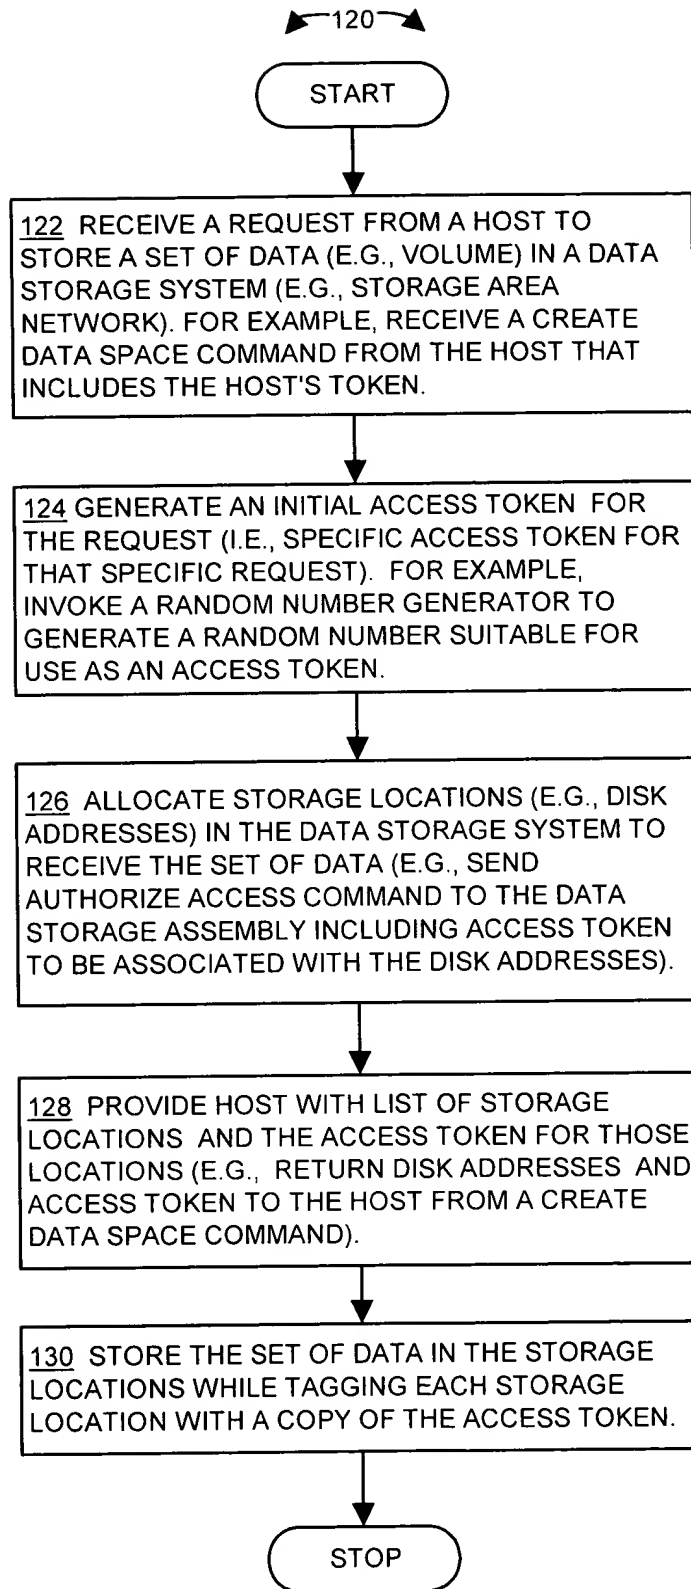 120
START
122 RECEIVE A REQUEST FROM A HOST TO
STORE A SET OF DATA (E.G., VOLUME) IN A DATA
STORAGE SYSTEM (E.G., STORAGE AREA
NETWORK). FOR EXAMPLE, RECEIVE A CREATE
DATA SPACE COMMAND FROM THE HOST THAT
INCLUDES THE HOST'S TOKEN.
124 GENERATE AN INITIAL ACCESS TOKEN FOR
THE REQUEST (I.E., SPECIFIC ACCESS TOKEN FOR
THAT SPECIFIC REQUEST). FOR EXAMPLE,
INVOKE A RANDOM NUMBER GENERATOR TO
GENERATE A RANDOM NUMBER SUITABLE FOR
USE AS AN ACCESS TOKEN.
126 ALLOCATE STORAGE LOCATIONS (E.G., DISK
ADDRESSES) IN THE DATA STORAGE SYSTEM TO
RECEIVE THE SET OF DATA (E.G., SEND
AUTHORIZE ACCESS COMMAND TO THE DATA
STORAGE ASSEMBLY INCLUDING ACCESS TOKEN
TO BE ASSOCIATED WITH THE DISK ADDRESSES).
128 PROVIDE HOST WITH LIST OF STORAGE
LOCATIONS AND THE ACCESS TOKEN FOR THOSE
LOCATIONS (E.G., RETURN DISK ADDRESSES AND
ACCESS TOKEN TO THE HOST FROM A CREATE
DATA SPACE COMMAND).
130 STORE THE SET OF DATA IN THE STORAGE
LOCATIONS WHILE TAGGING EACH STORAGE
LOCATION WITH A COPY OF THE ACCESS TOKEN.
STOP